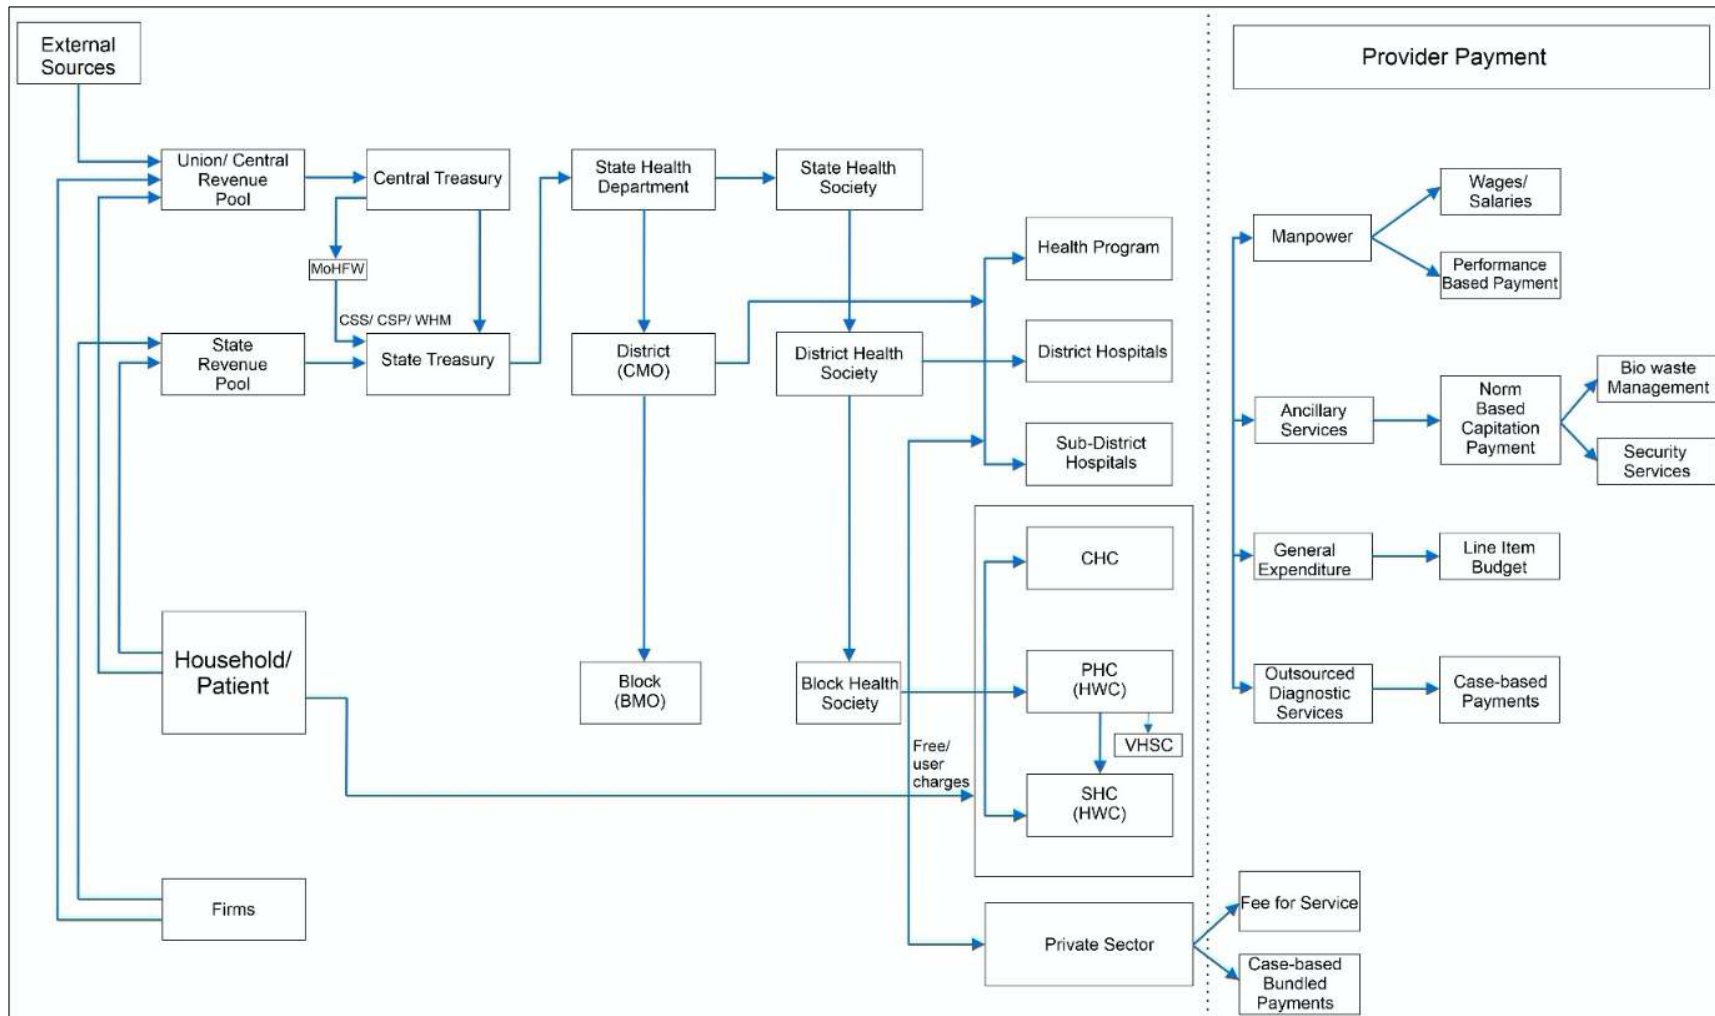 External
Sources
Provider Payment
Union/ Central
Revenue
Pool
Central Treasury
State Health
Department
State Health
Society
MoHFW
CSS/ CSP/ WHM
State
Revenue
Pool
State Treasury
District
(CMO)
District Health
Society
Health Program
District Hospitals
Sub-District
Hospitals
Household/
Patient
Block
(BMO)
Block Health
Society
Free/
user
charges
CHC
PHC
(HWC)
VHSC
SHC
(HWC)
Firms
Private Sector
Manpower
Wages/
Salaries
Performance
Based Payment
Ancillary
Services
Norm
Based
Capitation
Payment
Bio waste
Management
Security
Services
General
Expenditure
Line Item
Budget
Outsourced
Diagnostic
Services
Case-based
Payments
Fee for Service
Case-based
Bundled
Payments